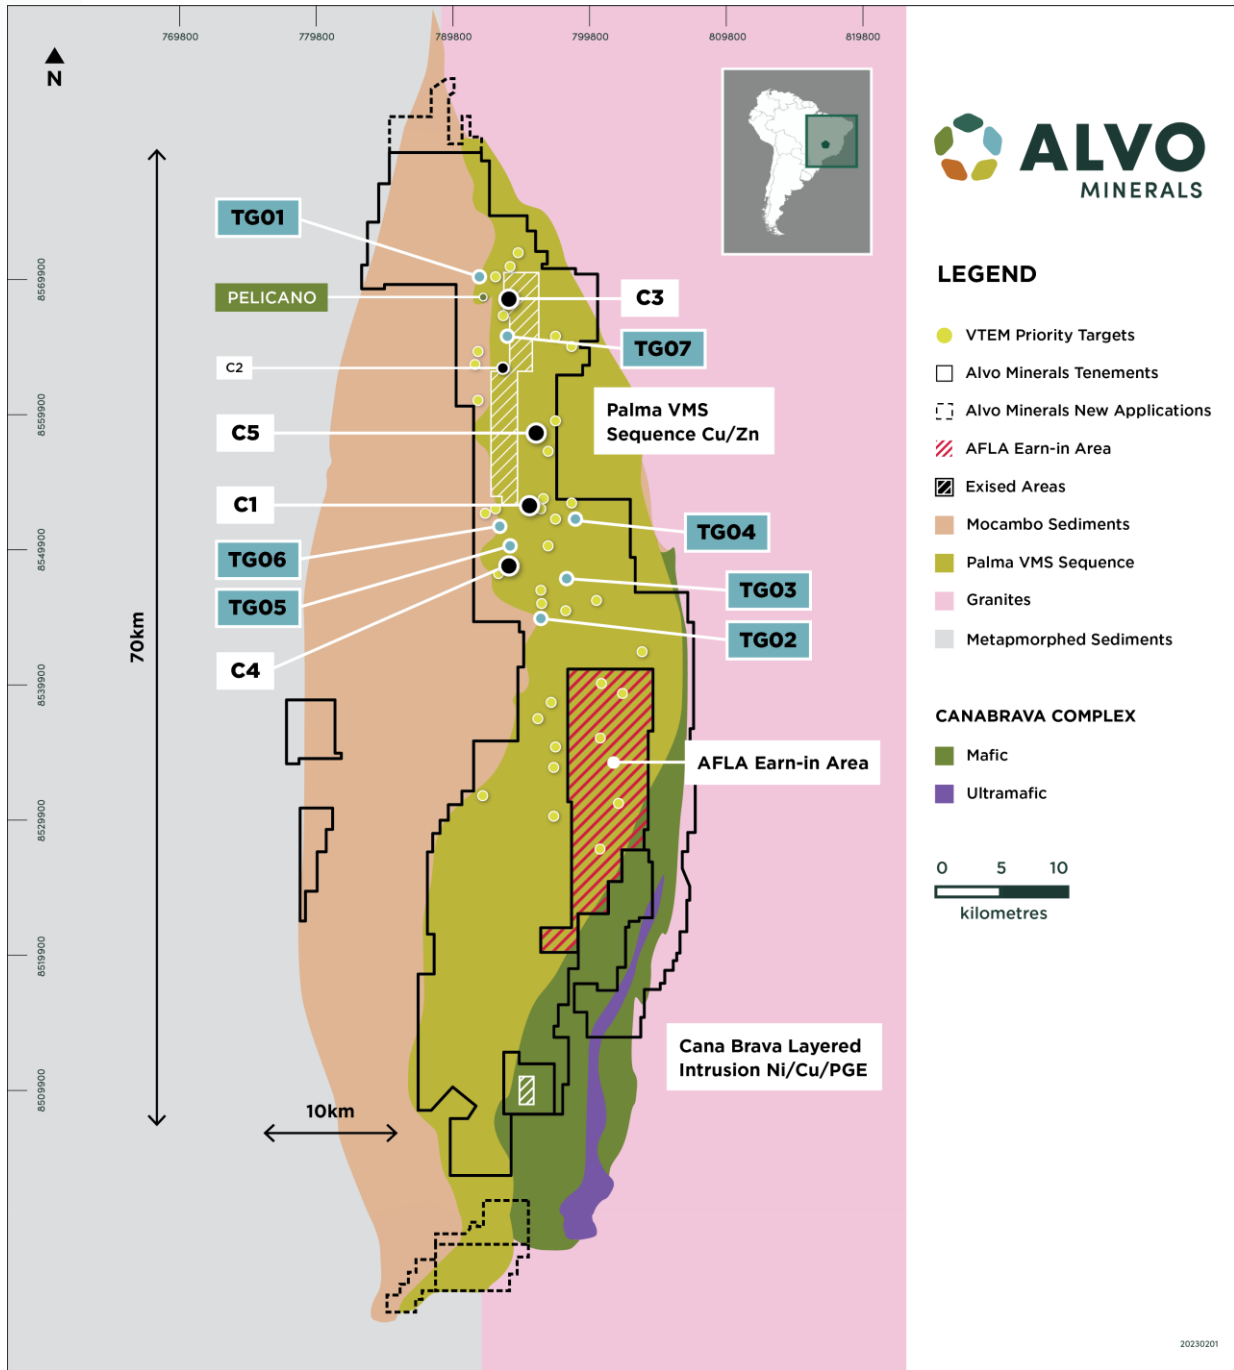 769800
779800
789800
799800
809800
819800
N
ALVO
MINERALS
TG01
8569900
PELICANO
C3
TG07
C2
8559900
Palma VMS
Sequence Cu/Zn
C5
C1
TG04
8549900
TG06
TG03
TG05
70km
TG02
C4
8539900
AFLA Earn-in Area
8529900
8519900
Cana Brava Layered
Intrusion Ni/Cu/PGE
8509900
10km
LEGEND
VTEM Priority Targets
Alvo Minerals Tenements
Alvo Minerals New Applications
AFLA Earn-in Area
Exised Areas
Mocambo Sediments
Palma VMS Sequence
Granites
Metapmorphed Sediments
CANABRAVA COMPLEX
Mafic
Ultramafic
0 5 10
kilometres
20230201